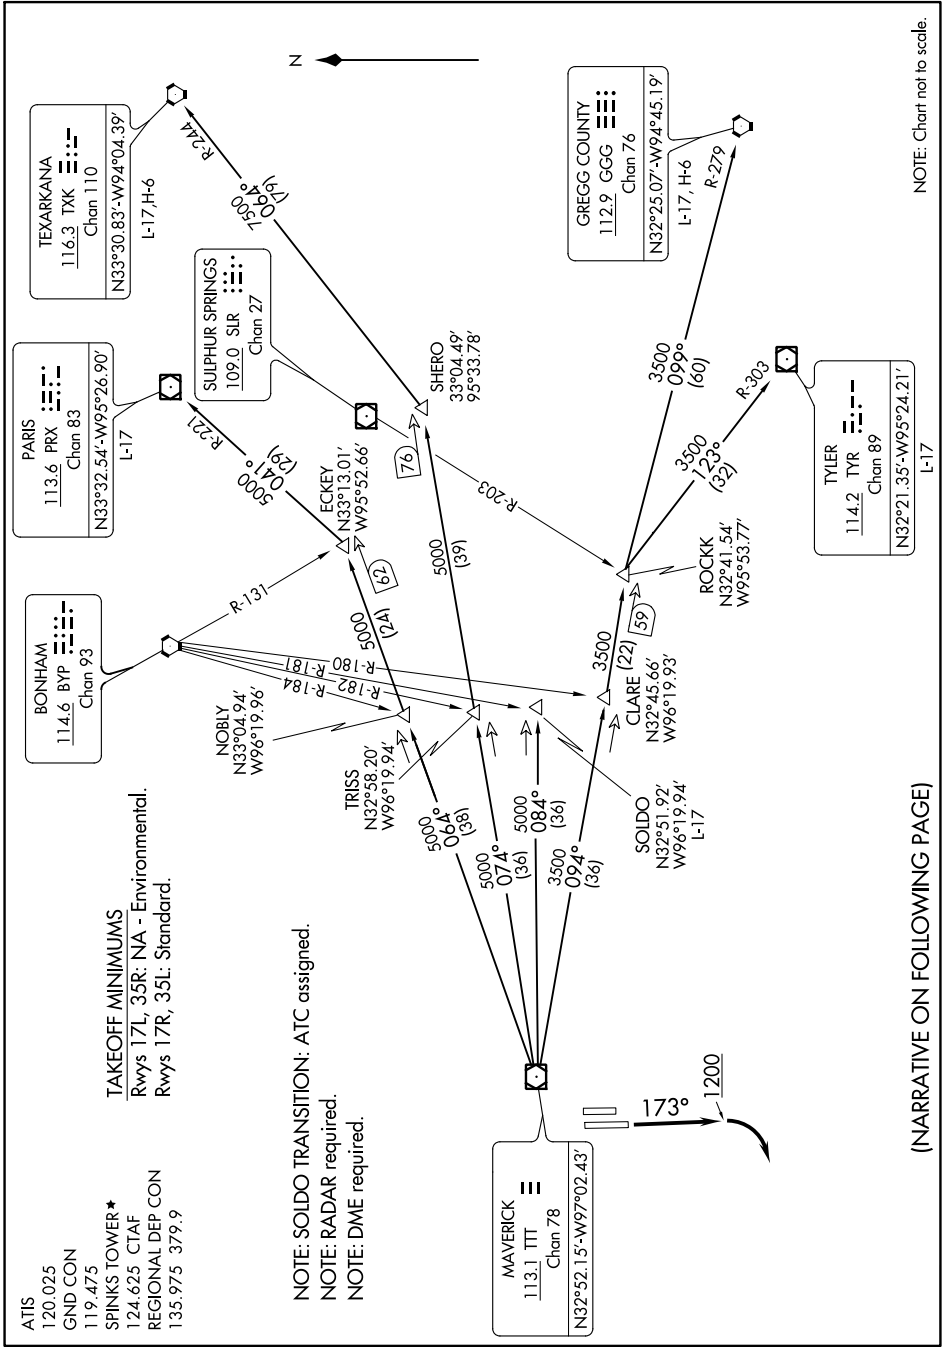 ATIS
120.025
GND CON
119.475
SPINKS TOWER★
124.625 CTAF
REGIONAL DEP CON
135.975 379.9
TAKEOFF MINIMUMS
Rwys 17L, 35R: NA - Environmental.
Rwys 17R, 35L: Standard.
NOTE: SOLDO TRANSITION: ATC assigned.
NOTE: RADAR required.
NOTE: DME required.
MAVERICK
113.1 TTT
Chan 78
N32°52.15'-W97°02.43'
173°
1200
BONHAM
114.6 BYP
Chan 93
R-131
R-181
R-180
R-184
R-182
PARIS
113.6 PRX
Chan 83
N33°32.54'-W95°26.90'
L-17
R-221
5000
041°
(29)
TEXARKANA
116.3 TXK
Chan 110
N33°30.83'-W94°04.39'
L-17,H-6
R-244
7500
064°
(79)
SULPHUR SPRINGS
109.0 SLR
Chan 27
R-203
N
NOBLY
N33°04.94'
W96°19.96'
5000
064°
(38)
5000
(24)
62
ECKEY
N33°13.01'
W95°52.66'
TRISS
N32°58.20'
W96°19.94'
5000
074°
(36)
5000
(39)
76
SHERO
33°04.49'
95°33.78'
5000
084°
(36)
SOLDO
N32°51.92'
W96°19.94'
L-17
3500
094°
(36)
CLARE
N32°45.66'
W96°19.93'
3500
(22)
59
ROCKK
N32°41.54'
W95°53.77'
3500
099°
(60)
R-279
GREGG COUNTY
112.9 GGG
Chan 76
N32°25.07'-W94°45.19'
L-17, H-6
3500
123°
(32)
R-303
TYLER
114.2 TYR
Chan 89
N32°21.35'-W95°24.21'
L-17
NOTE: Chart not to scale.
(NARRATIVE ON FOLLOWING PAGE)